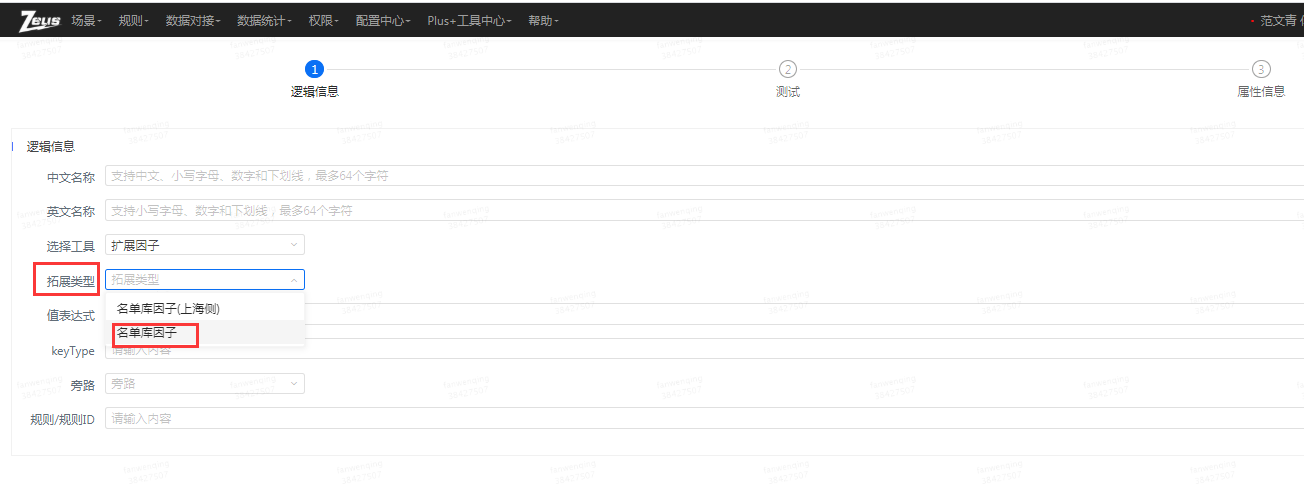 Zeus 场景 规则 数据对接 数据统计 权限 配置中心 Plus+工具中心 帮助 范文青
1 2 3
逻辑信息 测试 属性信息
逻辑信息
中文名称 支持中文、小写字母、数字和下划线，最多64个字符
英文名称 支持小写字母、数字和下划线，最多64个字符
选择工具 扩展因子
拓展类型 拓展类型
名单库因子(上海侧)
值表达式
名单库因子
keyType 请输入内容
旁路 旁路
规则/规则ID 请输入内容